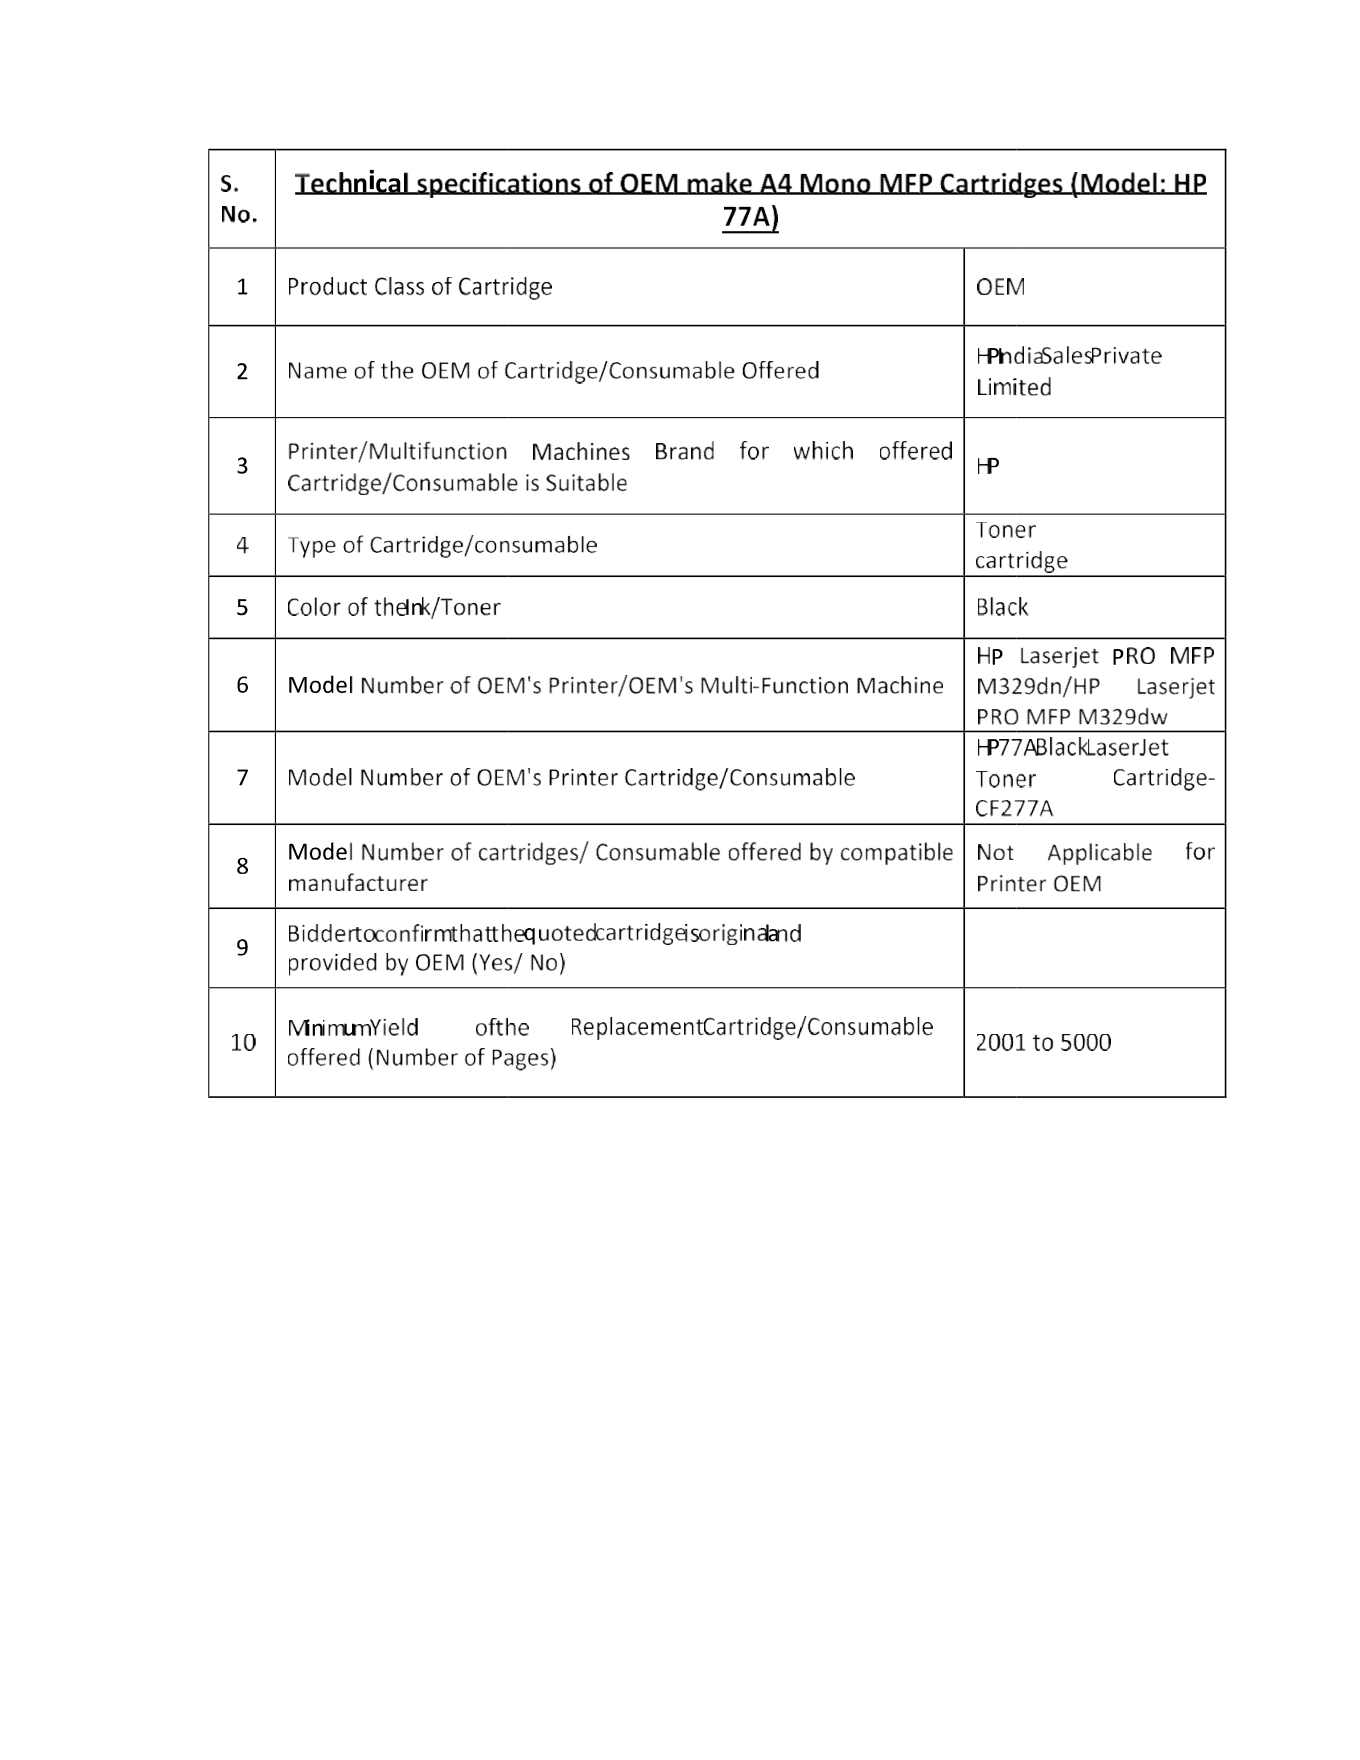 S.
No.
Technical specifications of OEM make A4 Mono MFP Cartridges (Model: HP
77A)
1
Product Class of Cartridge
OEM
2
Name of the OEM of Cartridge/Consumable Offered
HP India Sales Private
Limited
3
Printer/Multifunction Machines Brand for which offered
Cartridge/Consumable is Suitable
HP
4
Type of Cartridge/consumable
Toner
cartridge
5
Color of the Ink/Toner
Black
6
Model Number of OEM's Printer/OEM's Multi-Function Machine
HP Laserjet PRO MFP
M329dn/HP Laserjet
PRO MFP M329dw
7
Model Number of OEM's Printer Cartridge/Consumable
HP 77A Black LaserJet
Toner Cartridge-
CF277A
8
Model Number of cartridges/ Consumable offered by compatible
manufacturer
Not Applicable for
Printer OEM
9
Bidder to confirm that the quoted cartridge is original and
provided by OEM (Yes/ No)
10
Minimum Yield of the Replacement Cartridge/Consumable
offered (Number of Pages)
2001 to 5000